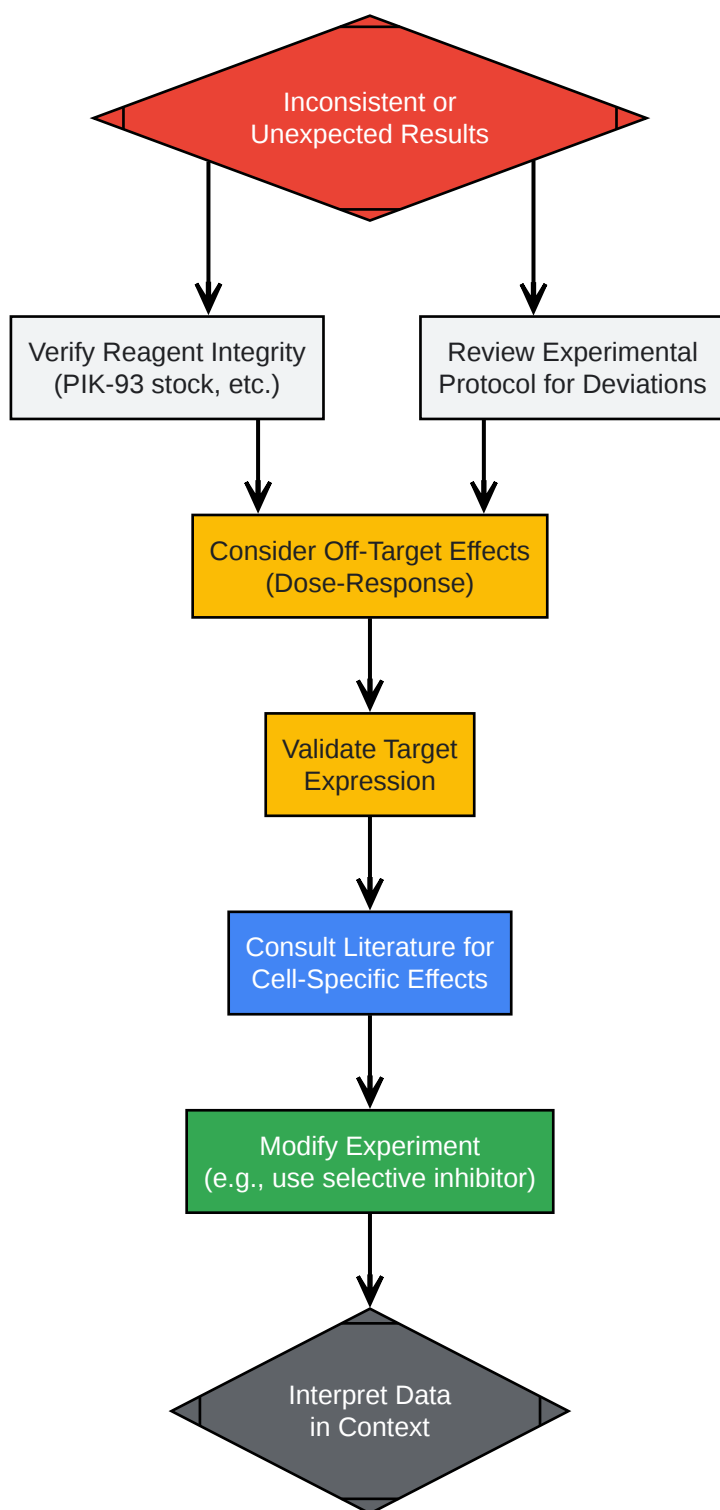 Inconsistent or
Unexpected Results
Verify Reagent Integrity
(PIK-93 stock, etc.)
Review Experimental
Protocol for Deviations
Consider Off-Target Effects
(Dose-Response)
Validate Target
Expression
Consult Literature for
Cell-Specific Effects
Modify Experiment
(e.g., use selective inhibitor)
Interpret Data
in Context